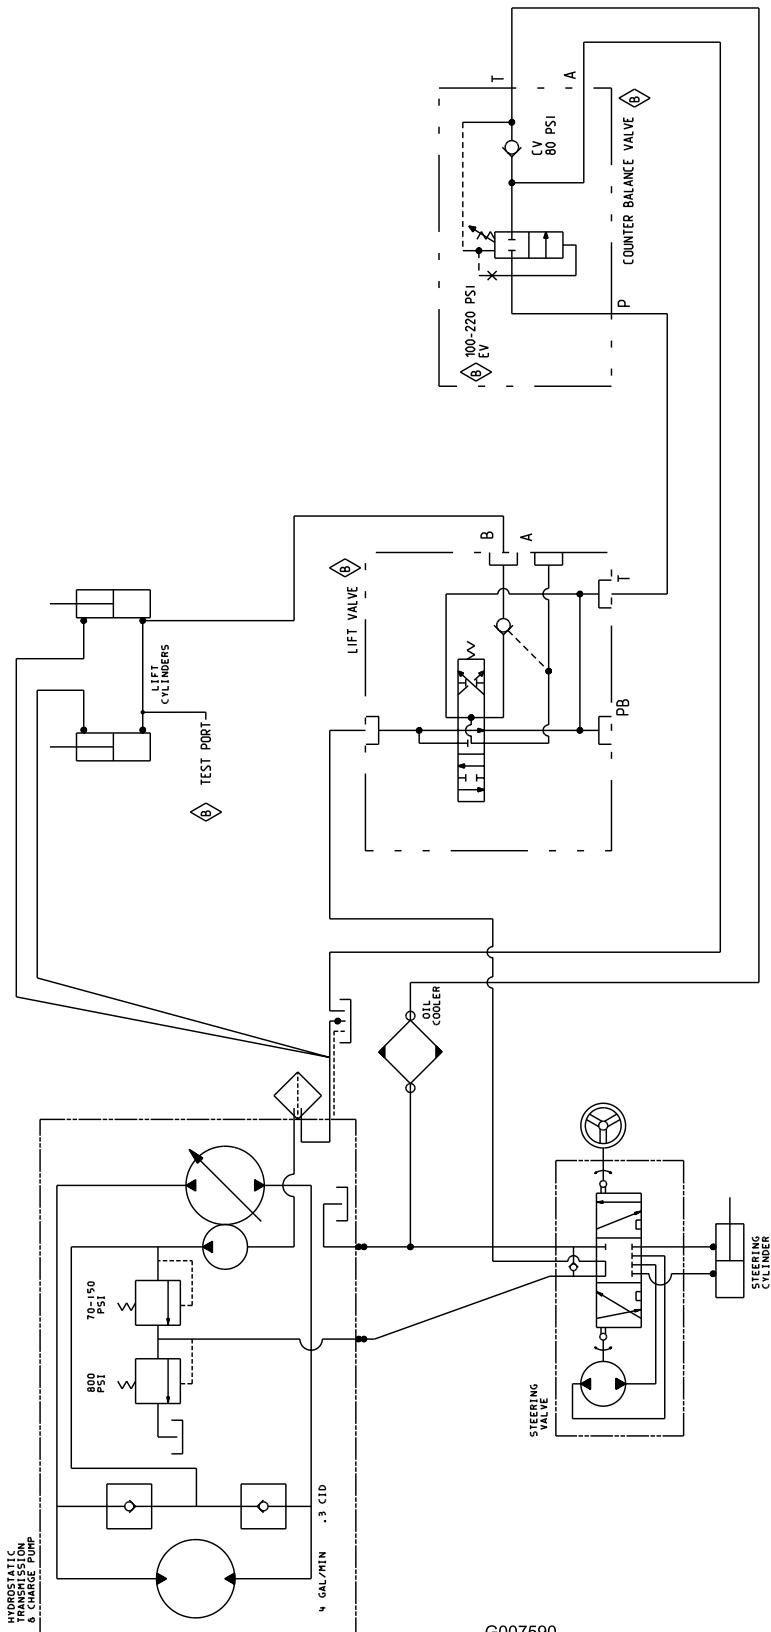 T
A
B
CV
80 PSI
COUNTER BALANCE VALVE
100-220 PSI
EV
B
P
B
A
B
LIFT VALVE
T
PB
LIFT
CYLINDERS
TEST PORT
B
OIL
COOLER
70-150
PSI
800
PSI
STEERING
VALVE
STEERING
CYLINDER
HYDROSTATIC
TRANSMISSION
& CHARGE PUMP
4 GAL/MIN .3 CID
G007590